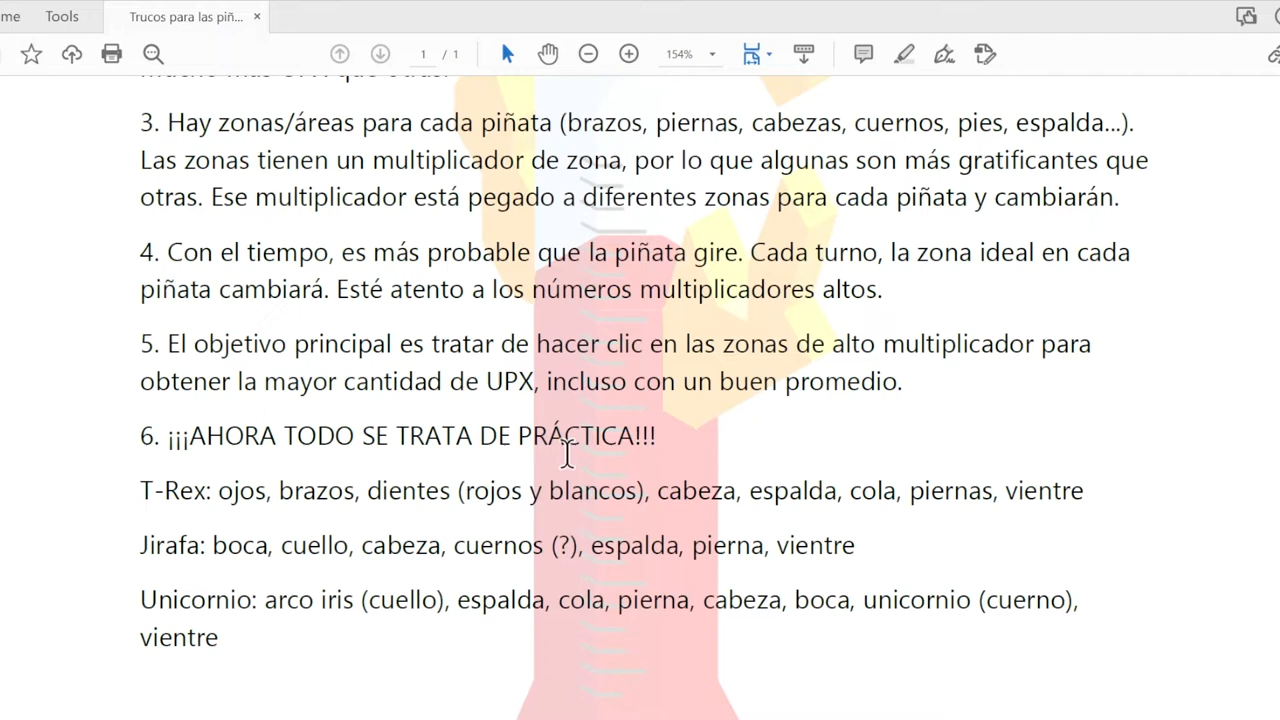 me Tools Trucos para las piñ... ×
1 / 1 154%
3. Hay zonas/áreas para cada piñata (brazos, piernas, cabezas, cuernos, pies, espalda...).
Las zonas tienen un multiplicador de zona, por lo que algunas son más gratificantes que
otras. Ese multiplicador está pegado a diferentes zonas para cada piñata y cambiarán.
4. Con el tiempo, es más probable que la piñata gire. Cada turno, la zona ideal en cada
piñata cambiará. Esté atento a los números multiplicadores altos.
5. El objetivo principal es tratar de hacer clic en las zonas de alto multiplicador para
obtener la mayor cantidad de UPX, incluso con un buen promedio.
6. ¡¡¡AHORA TODO SE TRATA DE PRÁCTICA!!!
T-Rex: ojos, brazos, dientes (rojos y blancos), cabeza, espalda, cola, piernas, vientre
Jirafa: boca, cuello, cabeza, cuernos (?), espalda, pierna, vientre
Unicornio: arco iris (cuello), espalda, cola, pierna, cabeza, boca, unicornio (cuerno),
vientre